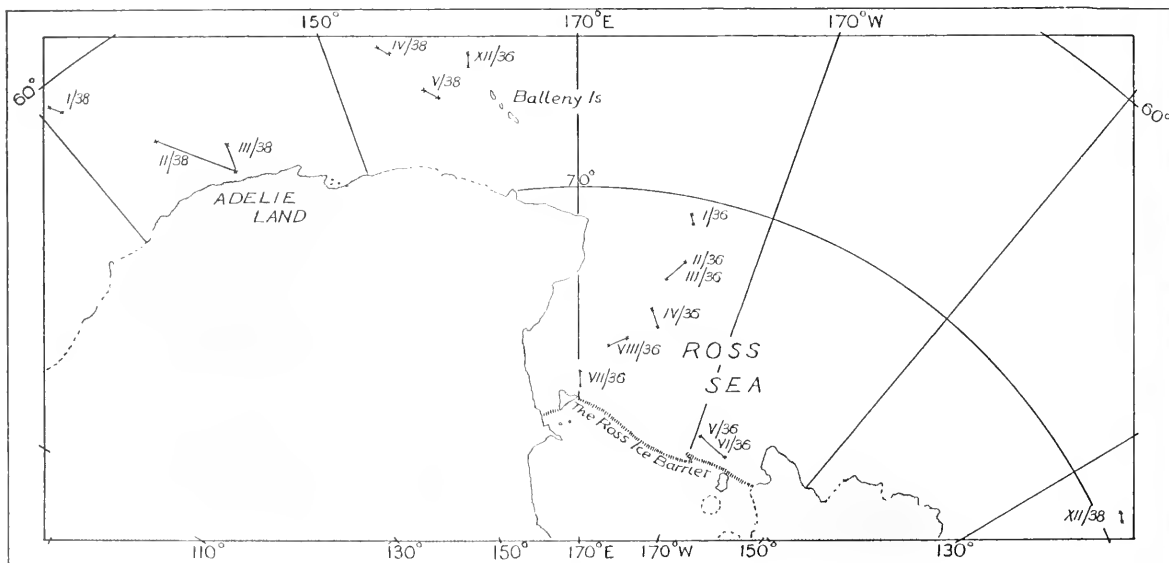 150°
170°E
170°W
60°
I/38
IV/38
XII/36
V/38
Balleny Is
60°
II/38
III/38
ADELIE
LAND
70°
I/36
II/36
III/36
IV/36
VIII/36
ROSS
SEA
VII/36
The Ross Ice Barrier
V/36
VI/36
XII/38
110°
130°
150°
170°E
170°W
150°
130°